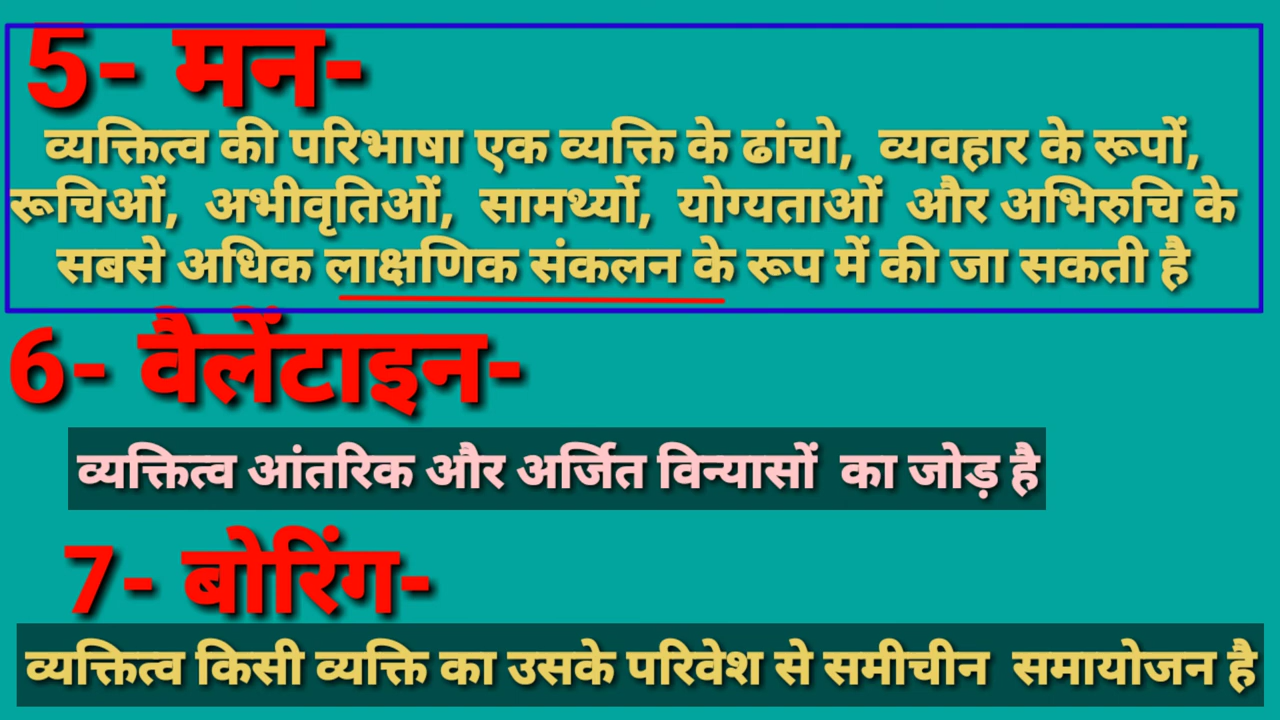 5- मन-
व्यक्तित्व की परिभाषा एक व्यक्ति के ढांचो, व्यवहार के रूपों,
रूचिओं, अभीवृतिओं, सामर्थ्यो, योग्यताओं और अभिरुचि के
सबसे अधिक लाक्षणिक संकलन के रूप में की जा सकती है
6- वैलेंटाइन-
व्यक्तित्व आंतरिक और अर्जित विन्यासों का जोड़ है
7- बोरिंग-
व्यक्तित्व किसी व्यक्ति का उसके परिवेश से समीचीन समायोजन है